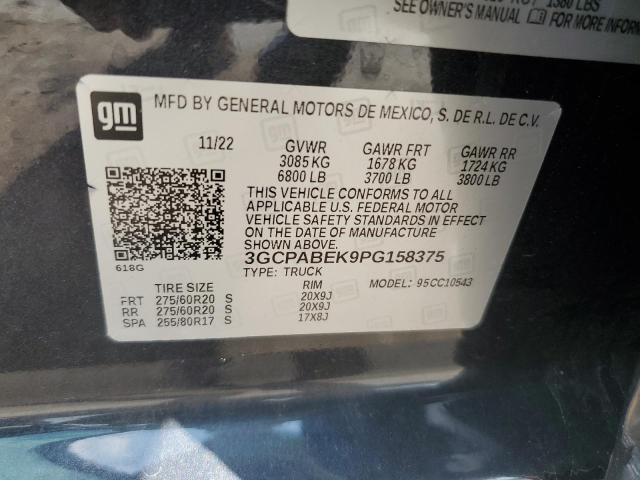 1380 LBS
SEE OWNER'S MANUAL FOR MORE INFORM
gm
MFD BY GENERAL MOTORS DE MEXICO, S. DE R.L. DE C.V.
11/22 GVWR GAWR FRT GAWR RR
3085 KG 1678 KG 1724 KG
6800 LB 3700 LB 3800 LB
THIS VEHICLE CONFORMS TO ALL
APPLICABLE U.S. FEDERAL MOTOR
VEHICLE SAFETY STANDARDS IN EFFECT
ON THE DATE OF MANUFACTURE
SHOWN ABOVE.
3GCPABEK9PG158375
618G
TYPE: TRUCK MODEL: 95CC10543
TIRE SIZE RIM
FRT 275/60R20 S 20X9J
RR 275/60R20 S 20X9J
SPA 255/80R17 S 17X8J